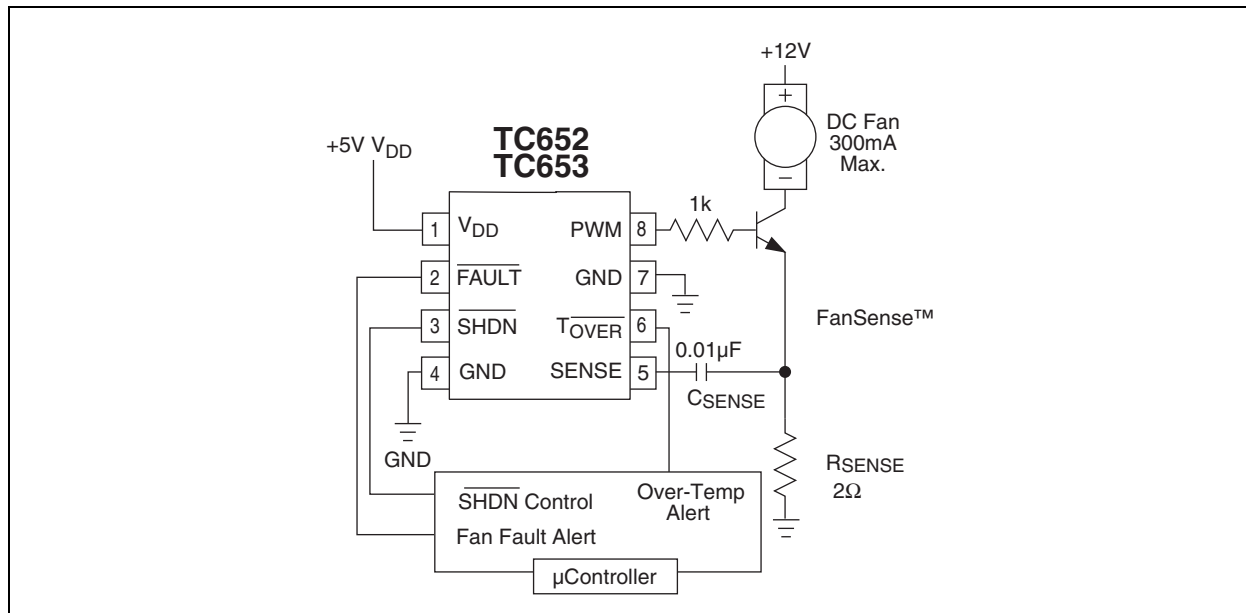 +12V
+
DC Fan
300mA
Max.
−
TC652
TC653
+5V VDD
1k
1 VDD PWM 8
2 FAULT GND 7
3 SHDN TOVER 6
4 GND SENSE 5
FanSense™
0.01µF
CSENSE
GND
RSENSE
2Ω
SHDN Control
Over-Temp
Alert
Fan Fault Alert
µController